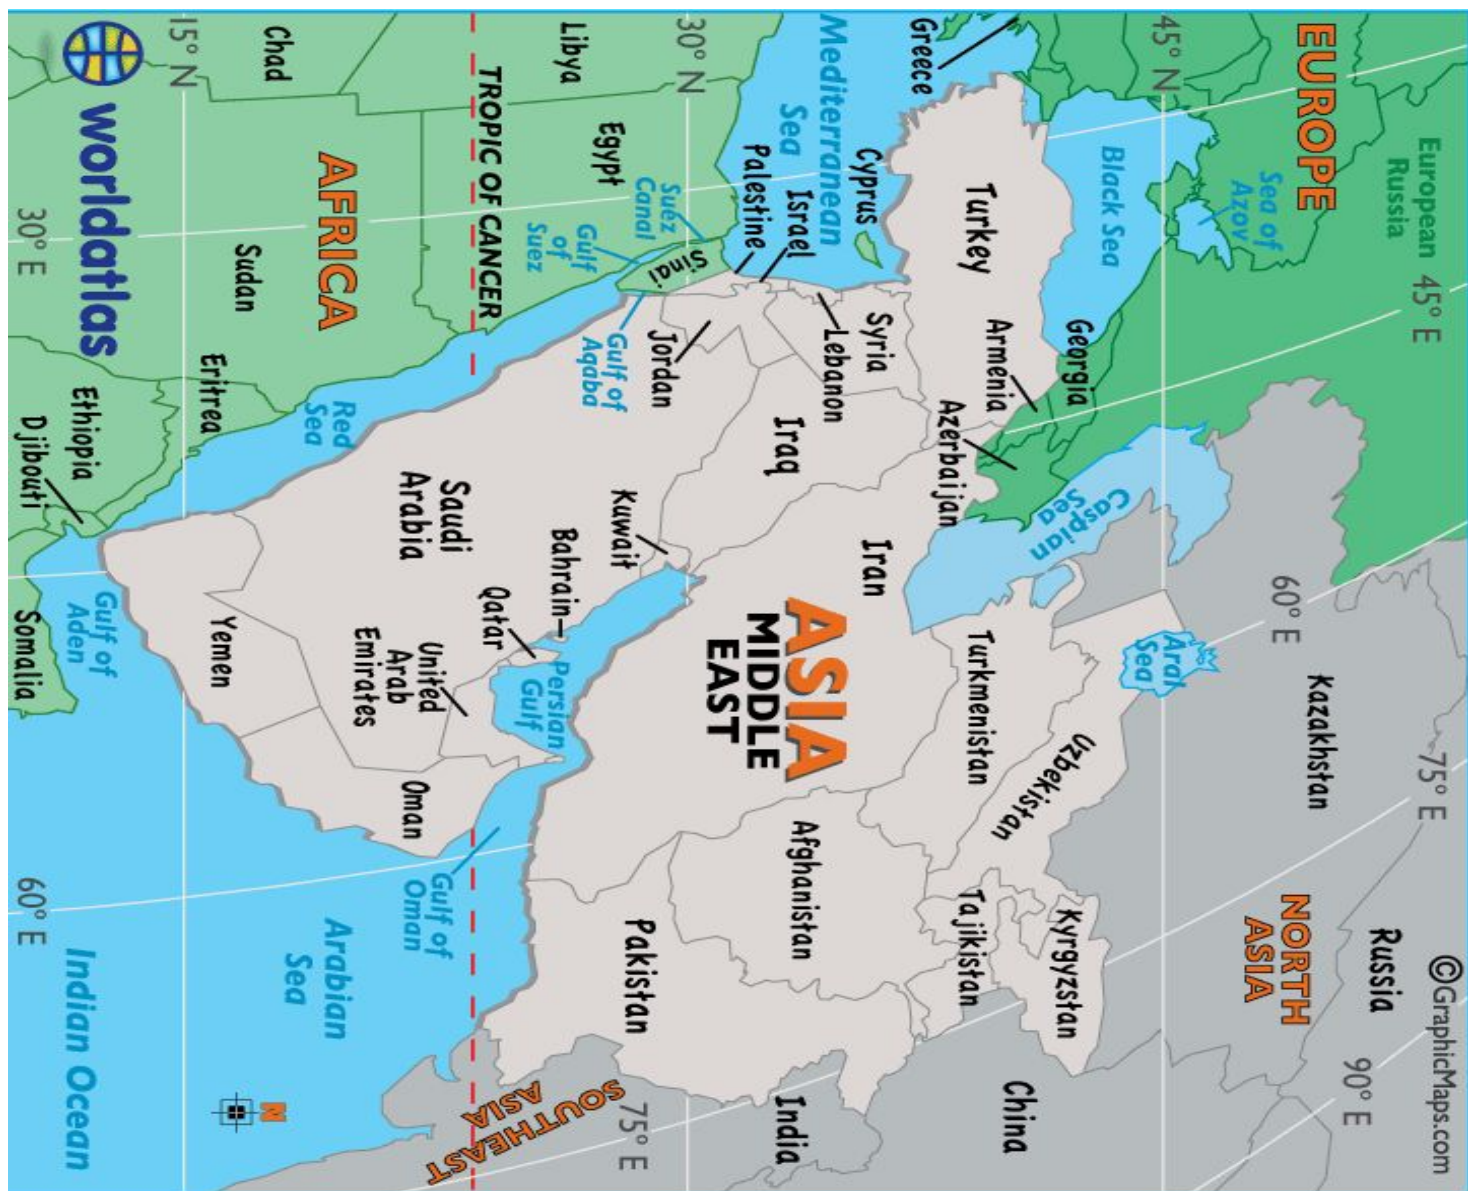 ©GraphicMaps.com
EUROPE
European
Russia
45° E
75° E
Russia
90° E
Sea of
Azov
60° E
Kazakhstan
NORTH
ASIA
45° N
Black Sea
Georgia
Caspian
Sea
Aral
Sea
Uzbekistan
Kyrgyzstan
Greece
Turkey
Armenia
Azerbaijan
Turkmenistan
Tajikistan
China
Mediterranean
Sea
Cyprus
Syria
Lebanon
Iran
Israel
Palestine
Iraq
ASIA
MIDDLE
EAST
Afghanistan
India
30° N
Sinai
Jordan
Kuwait
Pakistan
75° E
Libya
Egypt
Suez
Canal
Gulf
of
Suez
Gulf of
Aqaba
Bahrain
Persian
Gulf
SOUTHEAST
ASIA
TROPIC OF CANCER
Saudi
Arabia
Qatar
United
Arab
Emirates
Oman
Gulf of
Oman
Arabian
Sea
Chad
AFRICA
Red
Sea
N
15° N
Sudan
Eritrea
Yemen
worldatlas
Ethiopia
Djibouti
Gulf of
Aden
Indian Ocean
30° E
Somalia
60° E